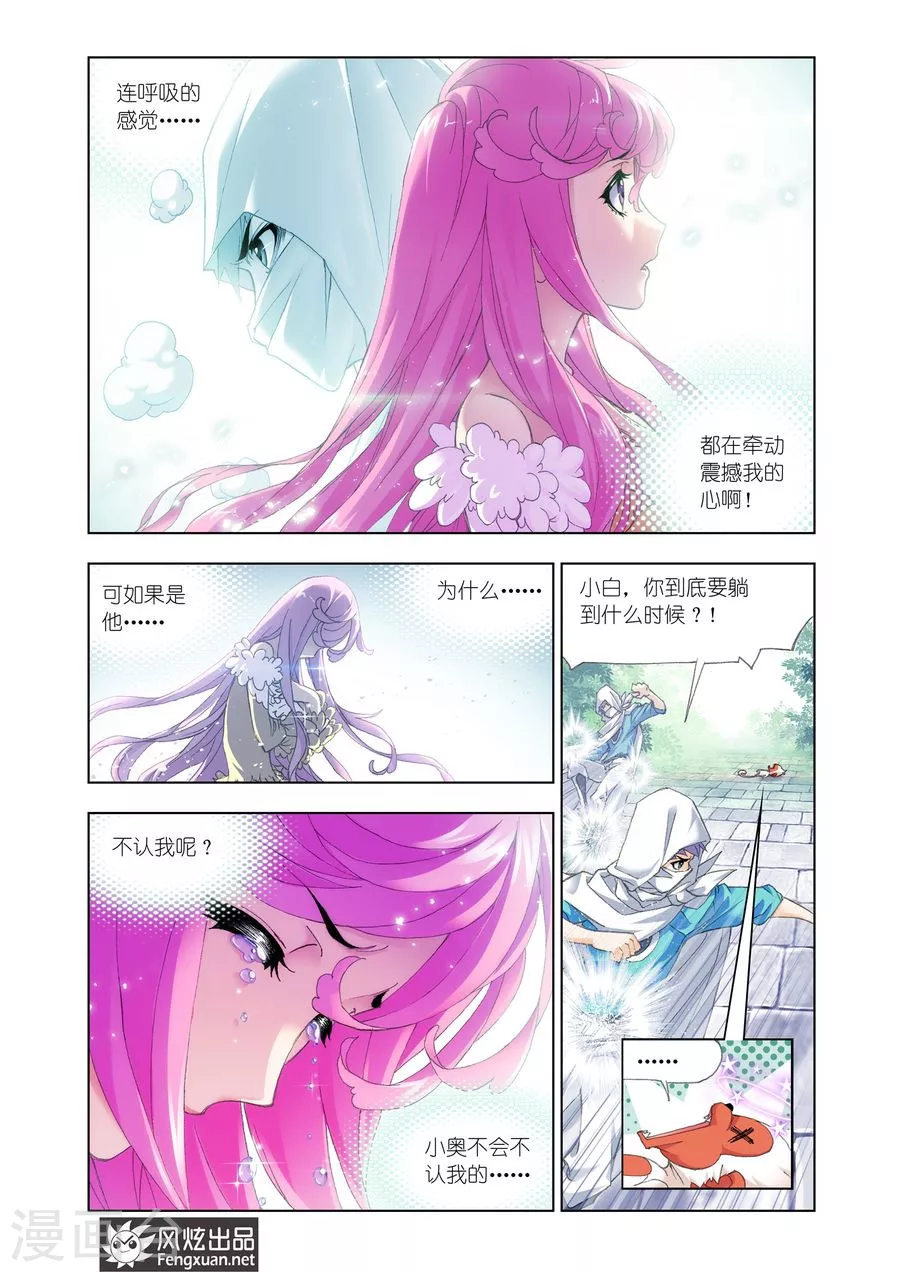 连呼吸的
感觉……
都在牵动
震撼我的
心啊！
可如果是
他……
为什么……
小白，你到底要躺
到什么时候？！
不认我呢？
小奥不会不
认我的……
……
漫画台
风炫出品
Fengxuan.net